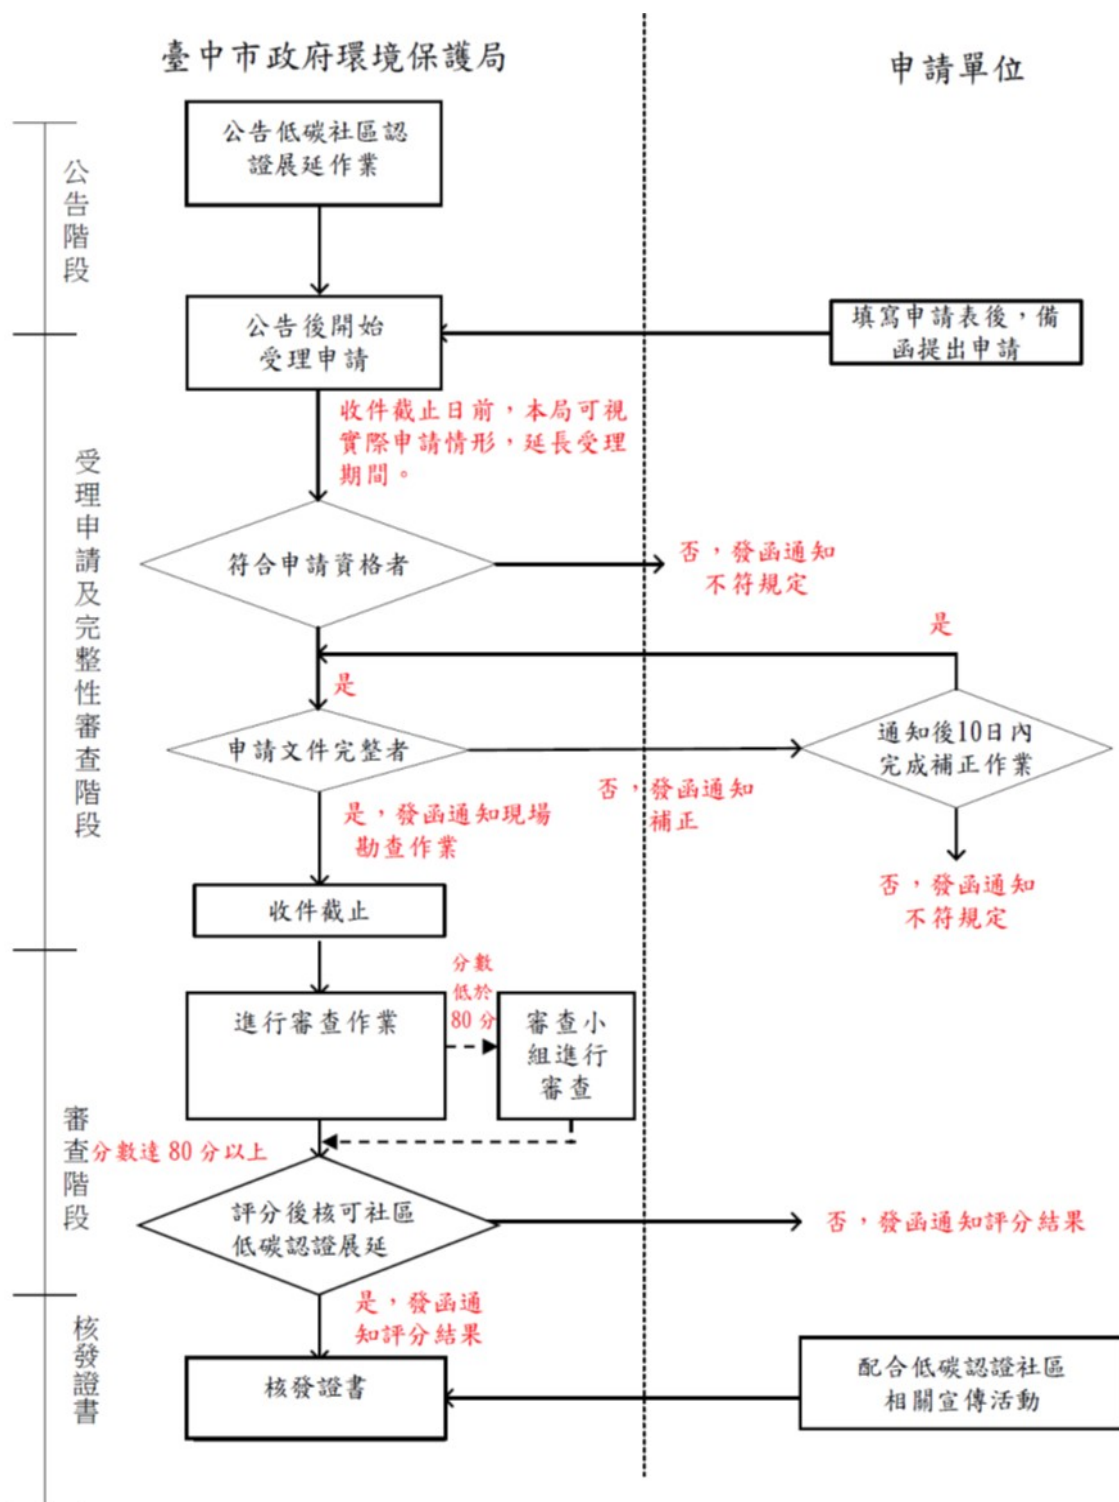 臺中市政府環境保護局
申請單位
公告階段
公告低碳社區認
證展延作業
公告後開始
受理申請
填寫申請表後，備
函提出申請
受理申請及完整性審查階段
收件截止日前，本局可視
實際申請情形，延長受理
期間。
符合申請資格者
否，發函通知
不符規定
是
是
申請文件完整者
通知後10日內
完成補正作業
否，發函通知
補正
是，發函通知現場
勘查作業
否，發函通知
不符規定
收件截止
審查階段
進行審查作業
分數
低於
80分
審查小
組進行
審查
分數達80分以上
評分後核可社區
低碳認證展延
否，發函通知評分結果
核發證書
是，發函通
知評分結果
核發證書
配合低碳認證社區
相關宣傳活動